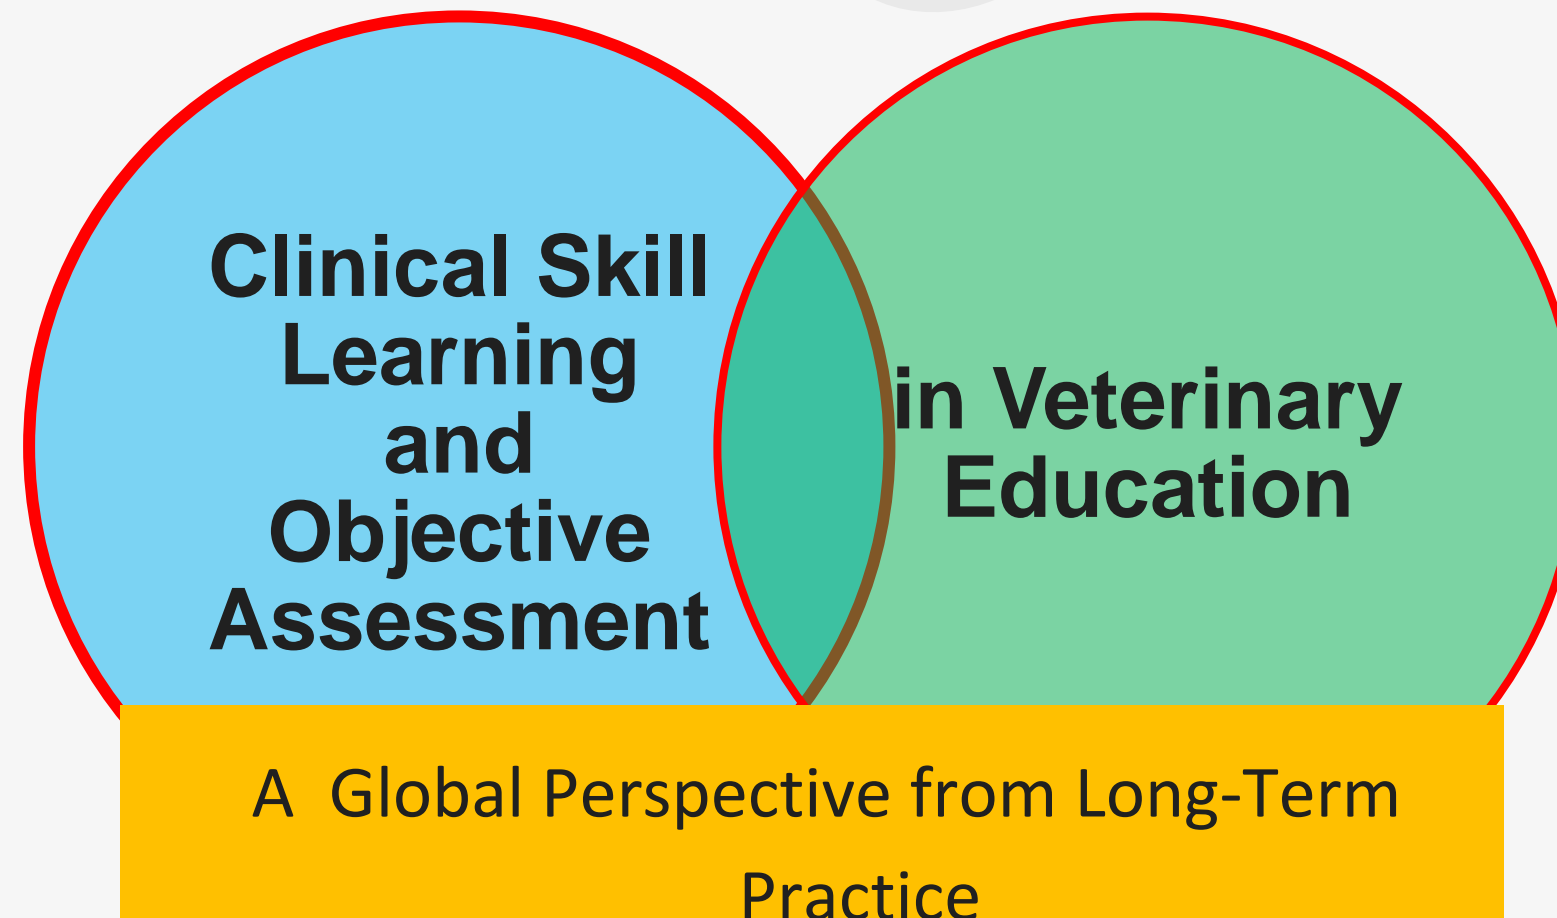 Clinical Skill
Learning
and
Objective
Assessment
in Veterinary
Education
A  Global Perspective from Long-Term
Practice